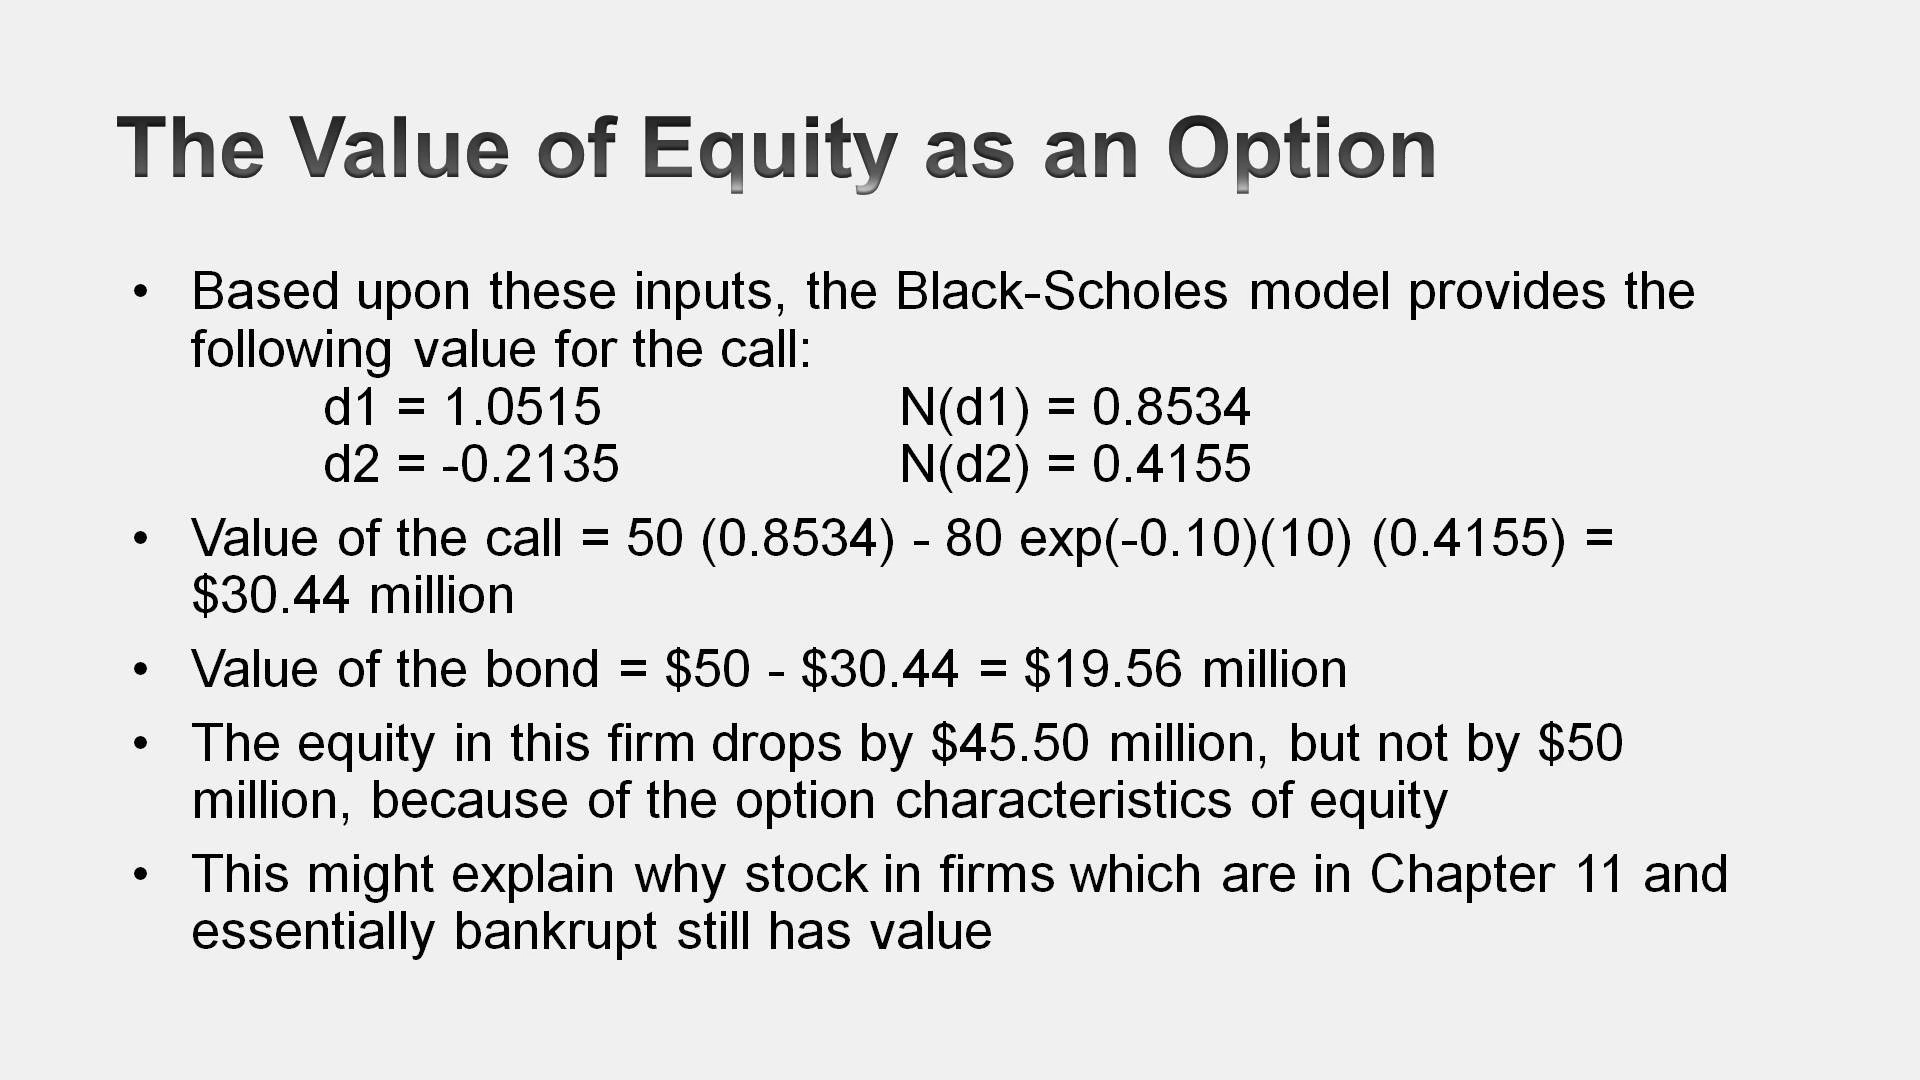 The Value of Equity as an Option
• Based upon these inputs, the Black-Scholes model provides the
following value for the call:
d1 = 1.0515 N(d1) = 0.8534
d2 = -0.2135 N(d2) = 0.4155
• Value of the call = 50 (0.8534) - 80 exp(-0.10)(10) (0.4155) =
$30.44 million
• Value of the bond = $50 - $30.44 = $19.56 million
• The equity in this firm drops by $45.50 million, but not by $50
million, because of the option characteristics of equity
• This might explain why stock in firms which are in Chapter 11 and
essentially bankrupt still has value